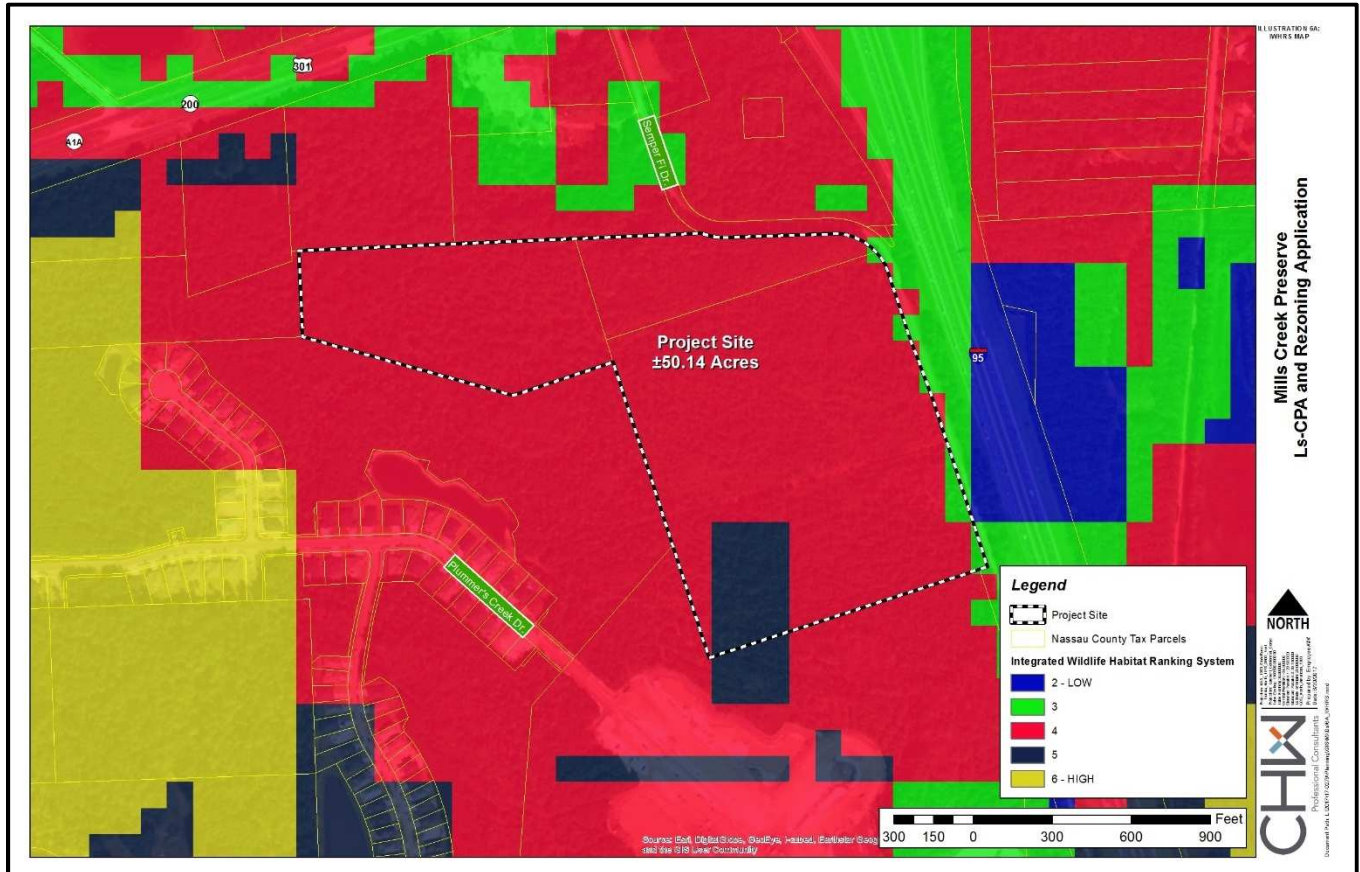 ILLUSTRATION 6A:
IWHRS MAP
301
200
A1A
Semper Fi Dr.
Project Site
±50.14 Acres
95
Plummer's Creek Dr.
Mills Creek Preserve
Ls-CPA and Rezoning Application
Legend
Project Site
Nassau County Tax Parcels
Integrated Wildlife Habitat Ranking System
2 - LOW
3
4
5
6 - HIGH
NORTH
CHW
Professional Consultants
300 150 0 300 600 900 Feet
Source: Esri, DigitalGlobe, GeoEye, Earthstar
and the GIS User Community